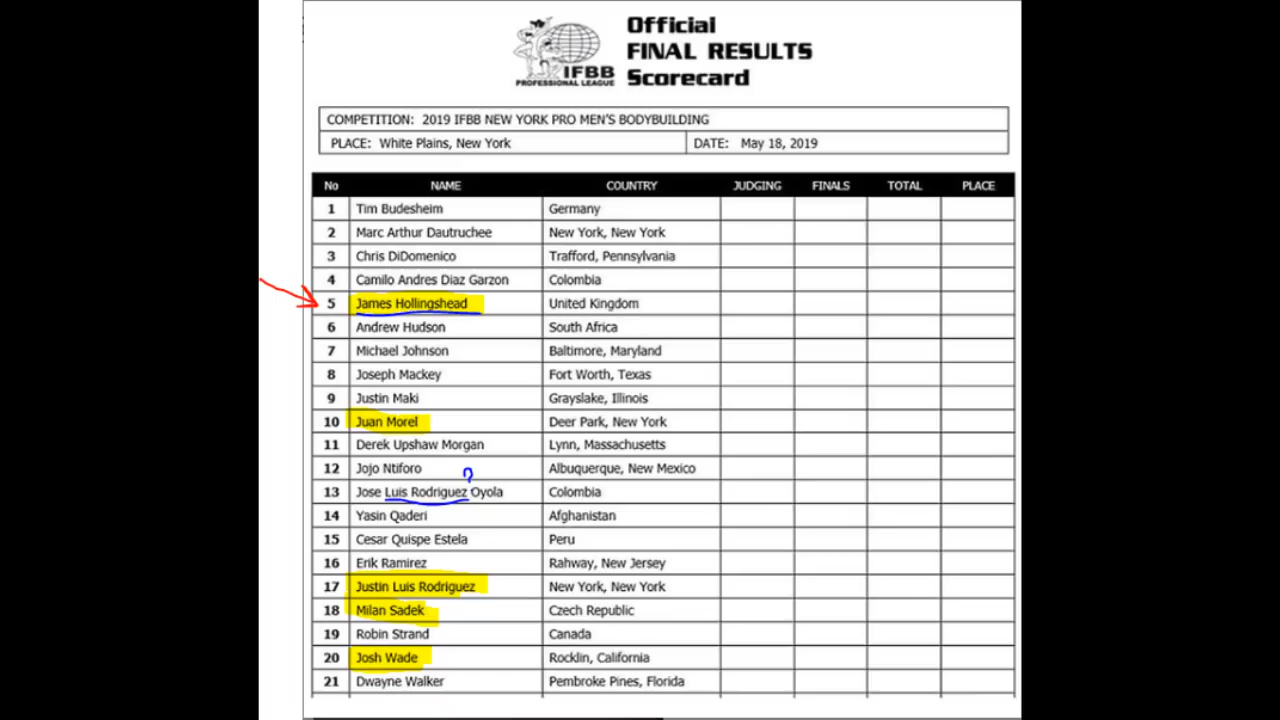 Official
FINAL RESULTS
Scorecard
IFBB
PROFESSIONAL LEAGUE
COMPETITION: 2019 IFBB NEW YORK PRO MEN'S BODYBUILDING
PLACE: White Plains, New York DATE: May 18, 2019
No NAME COUNTRY JUDGING FINALS TOTAL PLACE
1 Tim Budesheim Germany
2 Marc Arthur Dautruchee New York, New York
3 Chris DiDomenico Trafford, Pennsylvania
4 Camilo Andres Diaz Garzon Colombia
5 James Hollingshead United Kingdom
6 Andrew Hudson South Africa
7 Michael Johnson Baltimore, Maryland
8 Joseph Mackey Fort Worth, Texas
9 Justin Maki Grayslake, Illinois
10 Juan Morel Deer Park, New York
11 Derek Upshaw Morgan Lynn, Massachusetts
12 Jojo Ntiforo Albuquerque, New Mexico
?
13 Jose Luis Rodriguez Oyola Colombia
14 Yasin Qaderi Afghanistan
15 Cesar Quispe Estela Peru
16 Erik Ramirez Rahway, New Jersey
17 Justin Luis Rodriguez New York, New York
18 Milan Sadek Czech Republic
19 Robin Strand Canada
20 Josh Wade Rocklin, California
21 Dwayne Walker Pembroke Pines, Florida